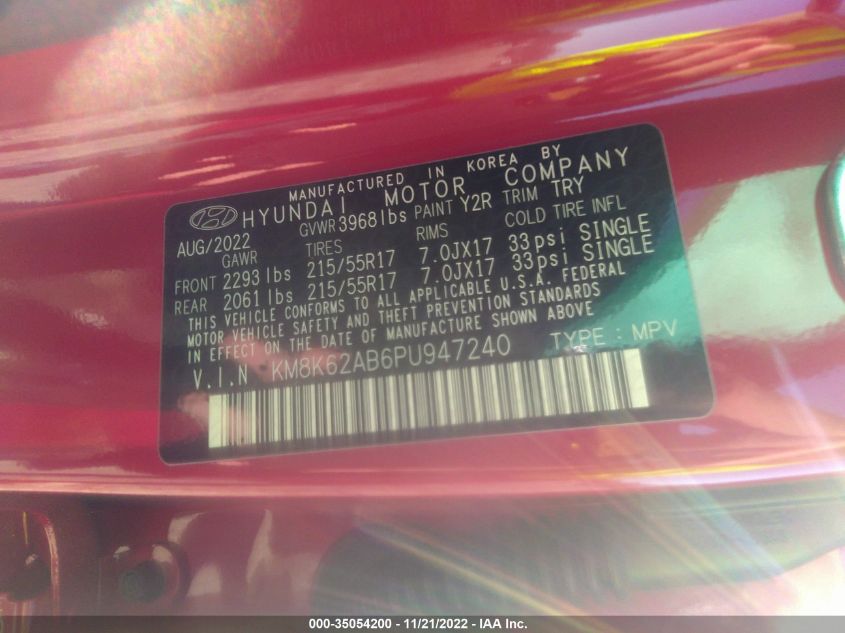 MANUFACTURED IN KOREA BY
HYUNDAI MOTOR COMPANY
AUG/2022 GVWR 3968 lbs PAINT Y2R TRIM TRY
GAWR TIRES RIMS COLD TIRE INFL
FRONT 2293 lbs 215/55R17 7.0JX17 33psi SINGLE
REAR 2061 lbs 215/55R17 7.0JX17 33psi SINGLE
THIS VEHICLE CONFORMS TO ALL APPLICABLE U.S.A. FEDERAL
MOTOR VEHICLE SAFETY AND THEFT PREVENTION STANDARDS
IN EFFECT ON THE DATE OF MANUFACTURE SHOWN ABOVE
V.I.N KM8K62AB6PU947240 TYPE : MPV
000-35054200 - 11/21/2022 - IAA Inc.